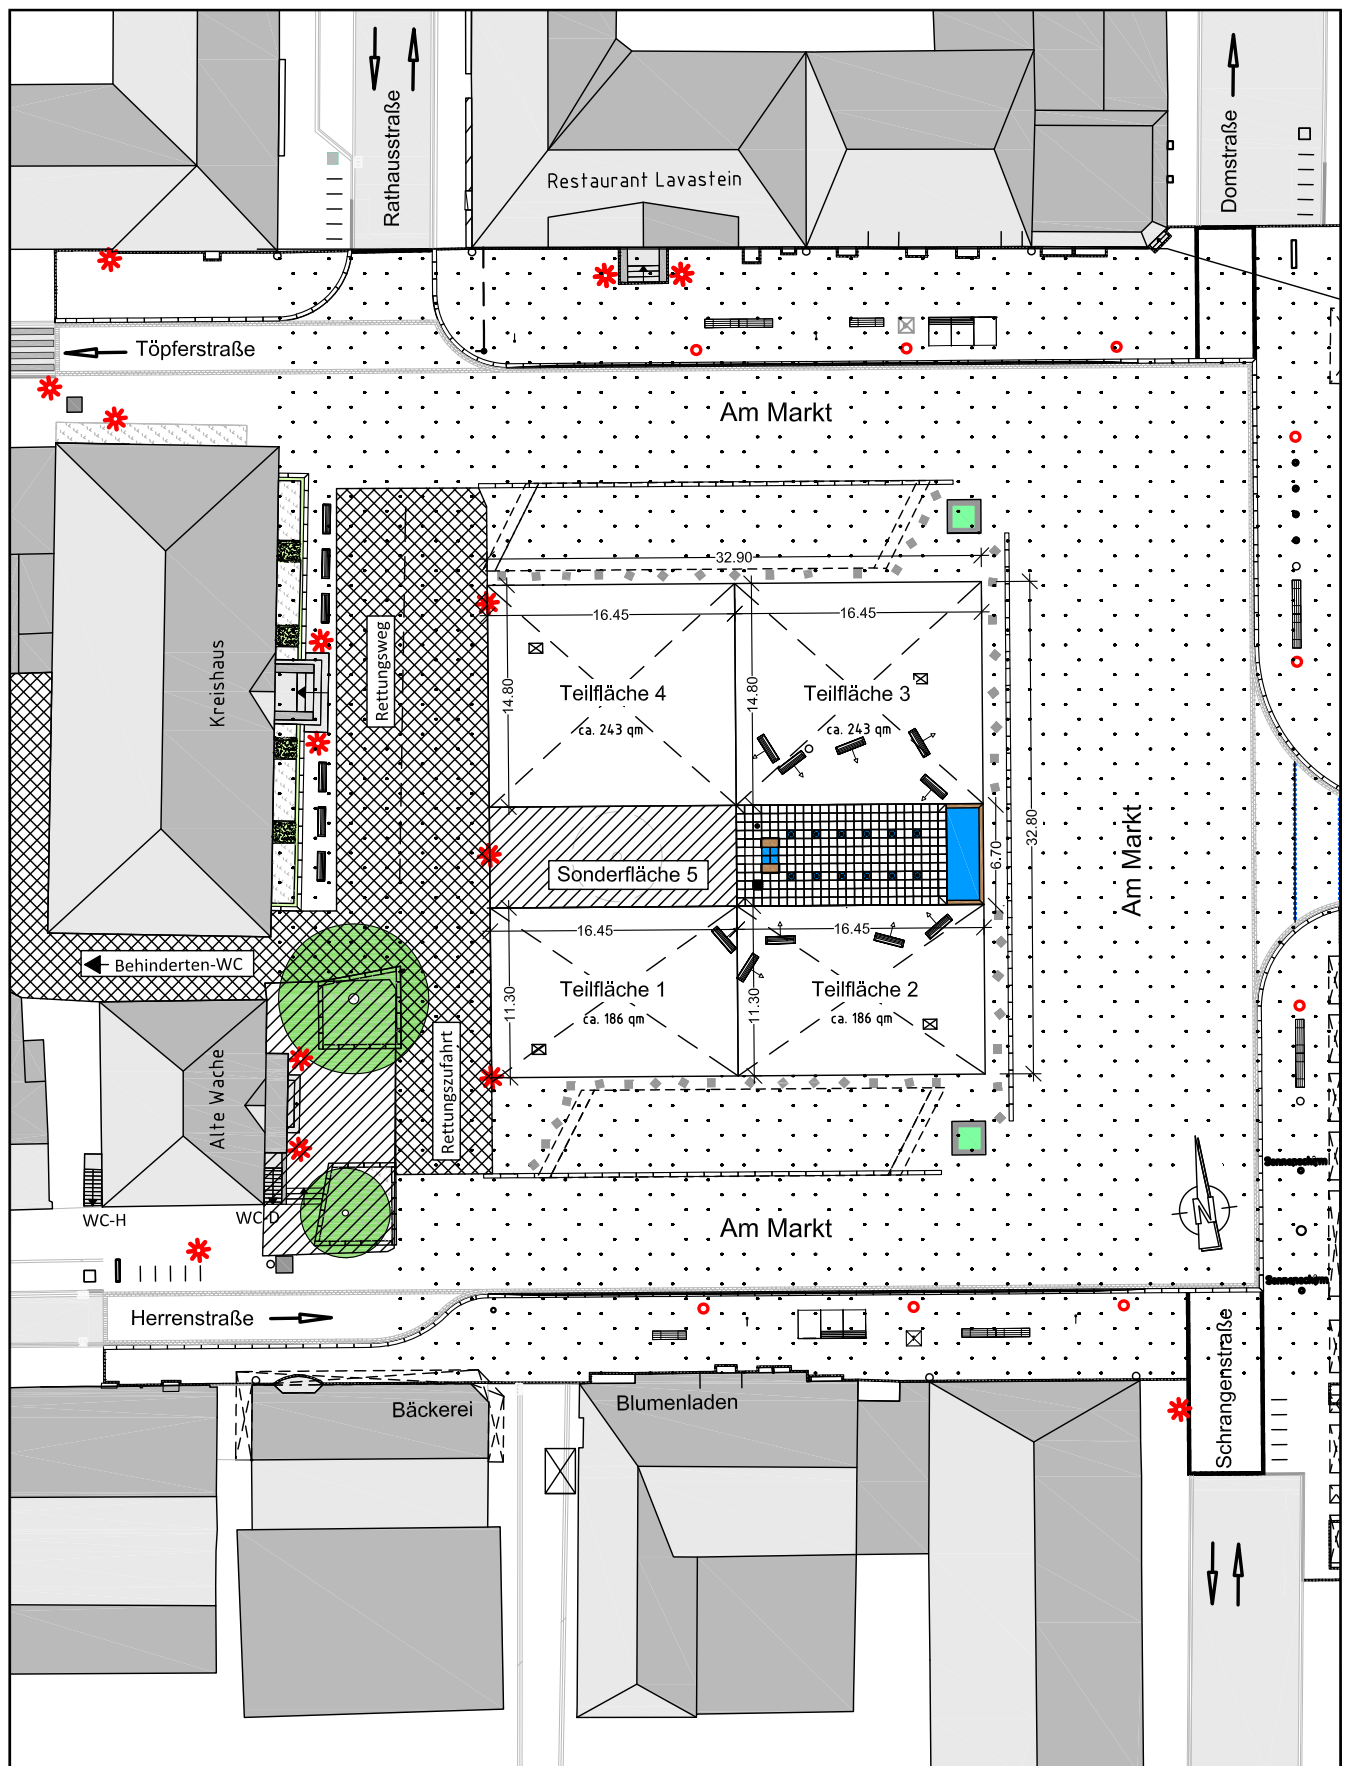 Rathausstraße
Restaurant Lavastein
Domstraße
Töpferstraße
Am Markt
32.90
16.45
16.45
Rettungsweg
Kreishaus
14.80
Teilfläche 4
ca. 243 qm
14.80
Teilfläche 3
ca. 243 qm
Am Markt
32.80
6.70
Sonderfläche 5
16.45
16.45
Behinderten-WC
Teilfläche 1
ca. 186 qm
11.30
Teilfläche 2
ca. 186 qm
11.30
Rettungszufahrt
Alte Wache
Sonnenschirm
N
WC-H
WC-D
Am Markt
Sonnenschirm
Herrenstraße
Schrangenstraße
Bäckerei
Blumenladen